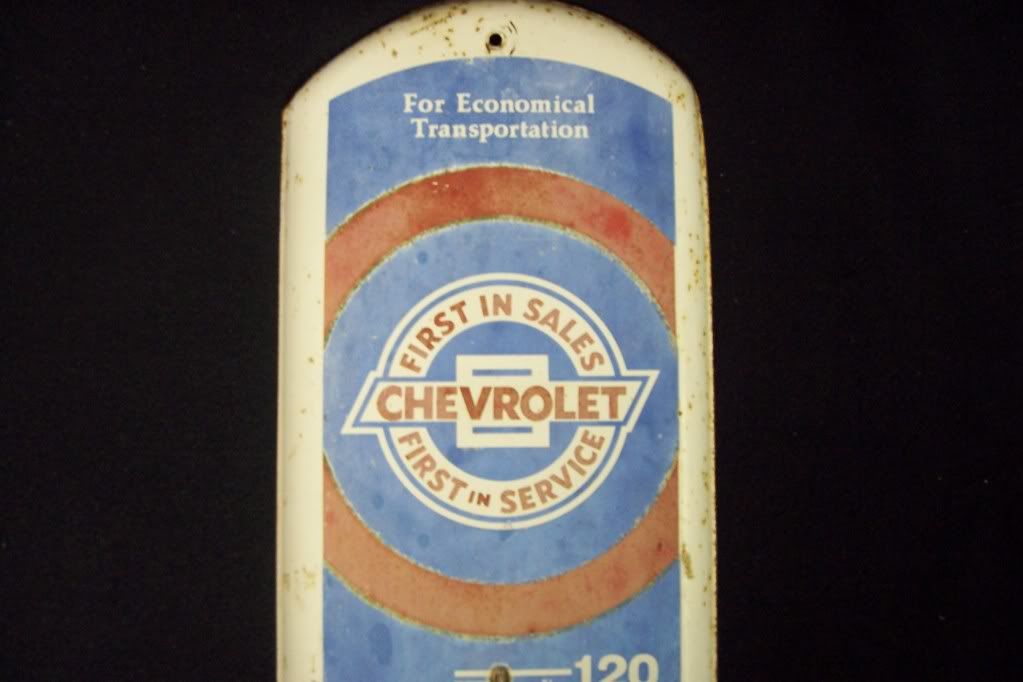 For Economical
Transportation
FIRST IN SALES
CHEVROLET
FIRST IN SERVICE
120